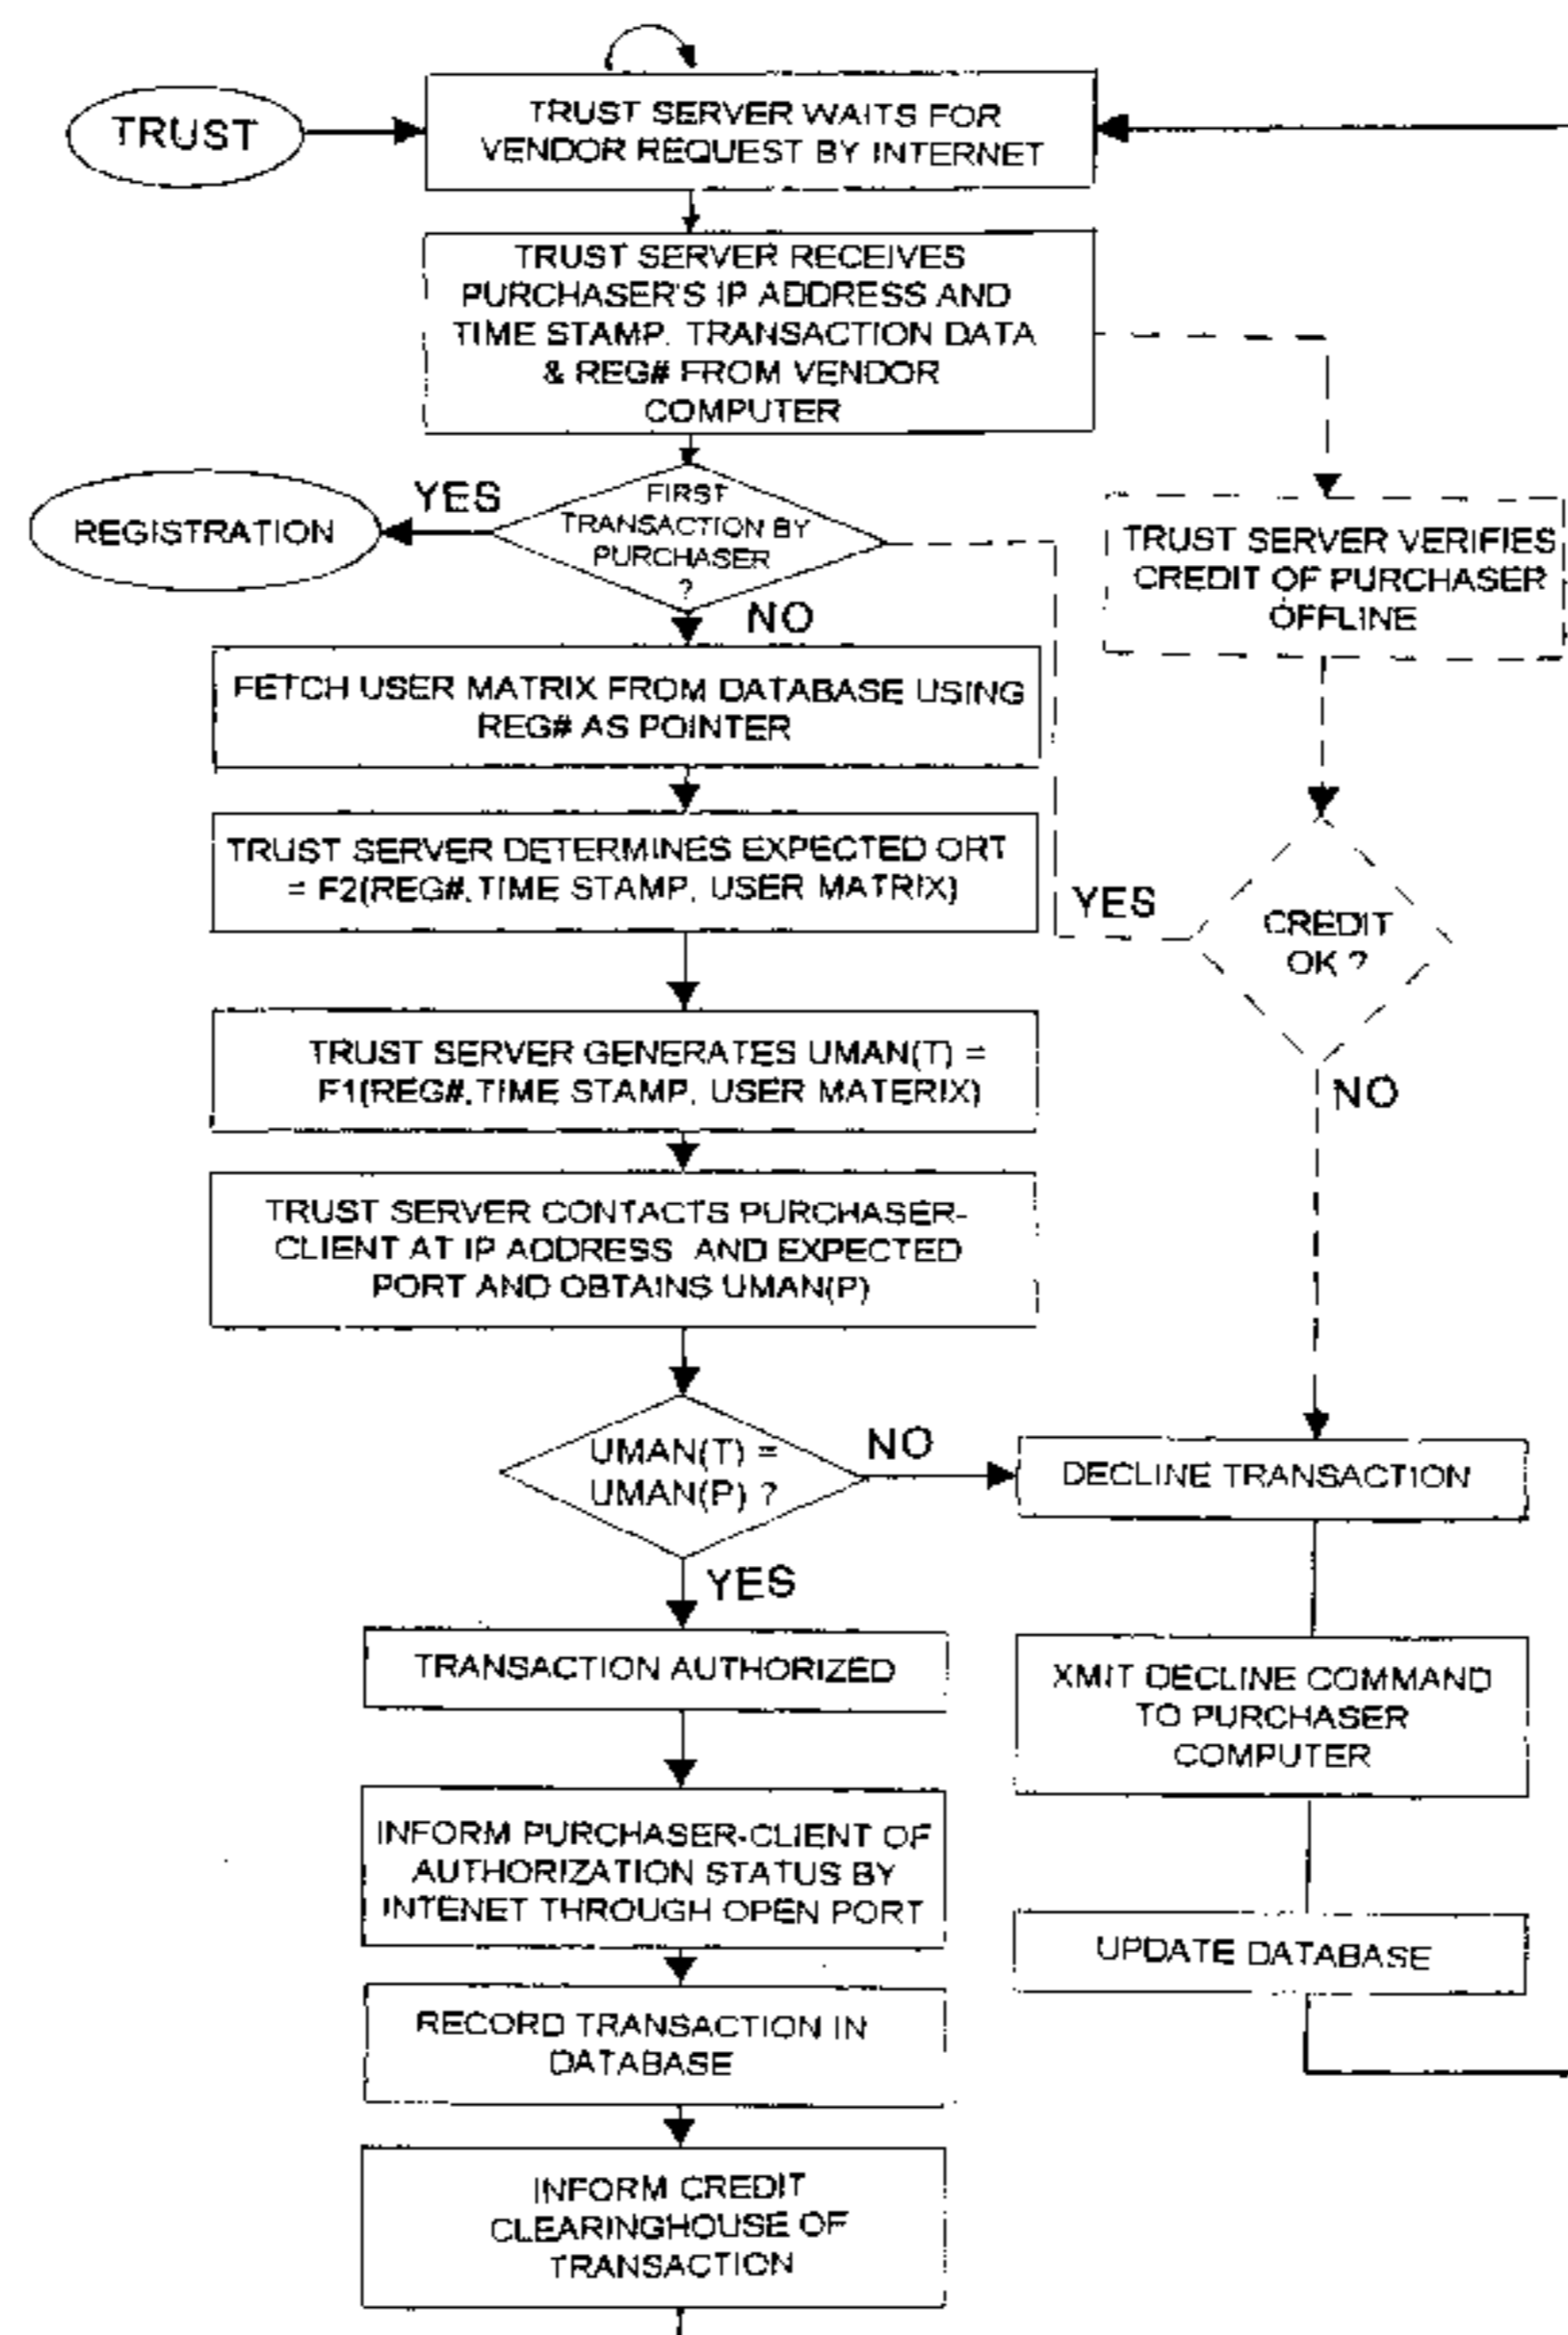 TRUST
TRUST SERVER WAITS FOR
VENDOR REQUEST BY INTERNET
TRUST SERVER RECEIVES
PURCHASER'S IP ADDRESS AND
TIME STAMP, TRANSACTION DATA
& REG# FROM VENDOR
COMPUTER
FIRST
TRANSACTION BY
PURCHASER
?
YES
REGISTRATION
NO
TRUST SERVER VERIFIES
CREDIT OF PURCHASER
OFFLINE
FETCH USER MATRIX FROM DATABASE USING
REG# AS POINTER
TRUST SERVER DETERMINES EXPECTED ORT
= F2(REG#,TIME STAMP, USER MATRIX)
YES
CREDIT
OK ?
NO
TRUST SERVER GENERATES UMAN(T) =
F1(REG#,TIME STAMP, USER MATERIX)
TRUST SERVER CONTACTS PURCHASER-
CLIENT AT IP ADDRESS AND EXPECTED
PORT AND OBTAINS UMAN(P)
UMAN(T) =
UMAN(P) ?
NO
DECLINE TRANSACTION
YES
TRANSACTION AUTHORIZED
XMIT DECLINE COMMAND
TO PURCHASER
COMPUTER
INFORM PURCHASER-CLIENT OF
AUTHORIZATION STATUS BY
INTENET THROUGH OPEN PORT
UPDATE DATABASE
RECORD TRANSACTION IN
DATABASE
INFORM CREDIT
CLEARINGHOUSE OF
TRANSACTION